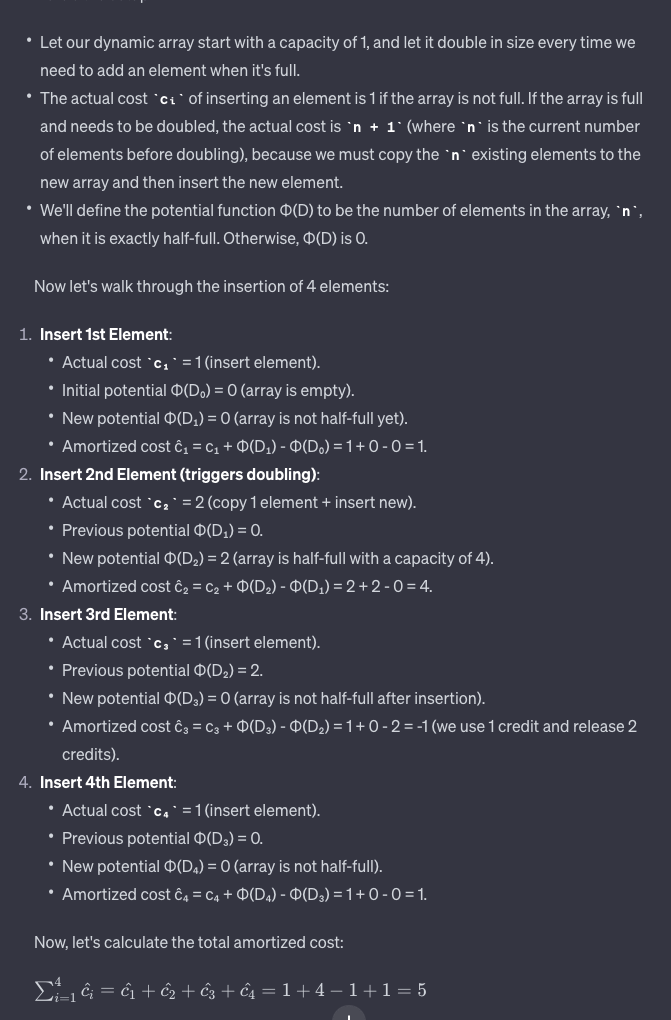 • Let our dynamic array start with a capacity of 1, and let it double in size every time we
need to add an element when it's full.
• The actual cost `cᵢ` of inserting an element is 1 if the array is not full. If the array is full
and needs to be doubled, the actual cost is `n + 1` (where `n` is the current number
of elements before doubling), because we must copy the `n` existing elements to the
new array and then insert the new element.
• We'll define the potential function Φ(D) to be the number of elements in the array, `n`,
when it is exactly half-full. Otherwise, Φ(D) is 0.
Now let's walk through the insertion of 4 elements:
1. Insert 1st Element:
• Actual cost `c₁` = 1 (insert element).
• Initial potential Φ(D₀) = 0 (array is empty).
• New potential Φ(D₁) = 0 (array is not half-full yet).
• Amortized cost ĉ₁ = c₁ + Φ(D₁) - Φ(D₀) = 1 + 0 - 0 = 1.
2. Insert 2nd Element (triggers doubling):
• Actual cost `c₂` = 2 (copy 1 element + insert new).
• Previous potential Φ(D₁) = 0.
• New potential Φ(D₂) = 2 (array is half-full with a capacity of 4).
• Amortized cost ĉ₂ = c₂ + Φ(D₂) - Φ(D₁) = 2 + 2 - 0 = 4.
3. Insert 3rd Element:
• Actual cost `c₃` = 1 (insert element).
• Previous potential Φ(D₂) = 2.
• New potential Φ(D₃) = 0 (array is not half-full after insertion).
• Amortized cost ĉ₃ = c₃ + Φ(D₃) - Φ(D₂) = 1 + 0 - 2 = -1 (we use 1 credit and release 2
credits).
4. Insert 4th Element:
• Actual cost `c₄` = 1 (insert element).
• Previous potential Φ(D₃) = 0.
• New potential Φ(D₄) = 0 (array is not half-full).
• Amortized cost ĉ₄ = c₄ + Φ(D₄) - Φ(D₃) = 1 + 0 - 0 = 1.
Now, let's calculate the total amortized cost:
∑⁴ᵢ₌₁ ĉᵢ = ĉ₁ + ĉ₂ + ĉ₃ + ĉ₄ = 1 + 4 − 1 + 1 = 5